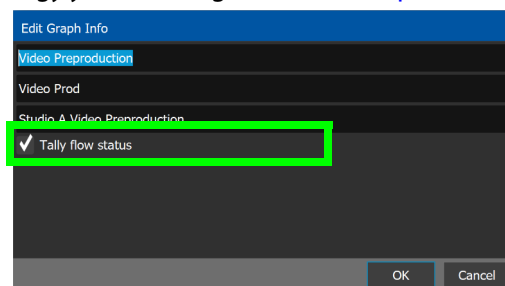 Edit Graph Info
Video Preproduction
Video Prod
Studio A Video Preproduction
Tally flow status
OK Cancel